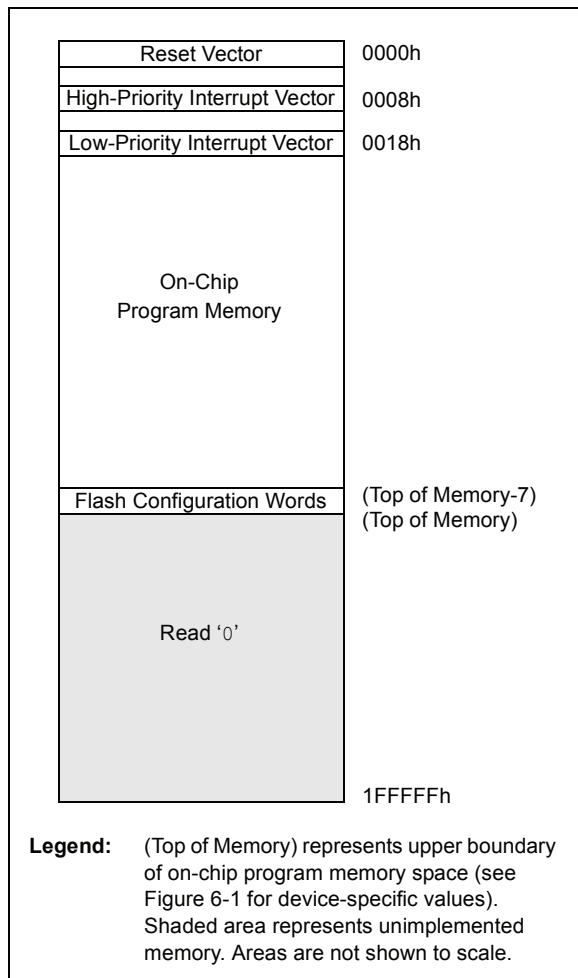 Reset Vector 0000h
High-Priority Interrupt Vector 0008h
Low-Priority Interrupt Vector 0018h
On-Chip
Program Memory
Flash Configuration Words (Top of Memory-7)
(Top of Memory)
Read ‘0’
1FFFFFh
Legend: (Top of Memory) represents upper boundary
of on-chip program memory space (see
Figure 6-1 for device-specific values).
Shaded area represents unimplemented
memory. Areas are not shown to scale.